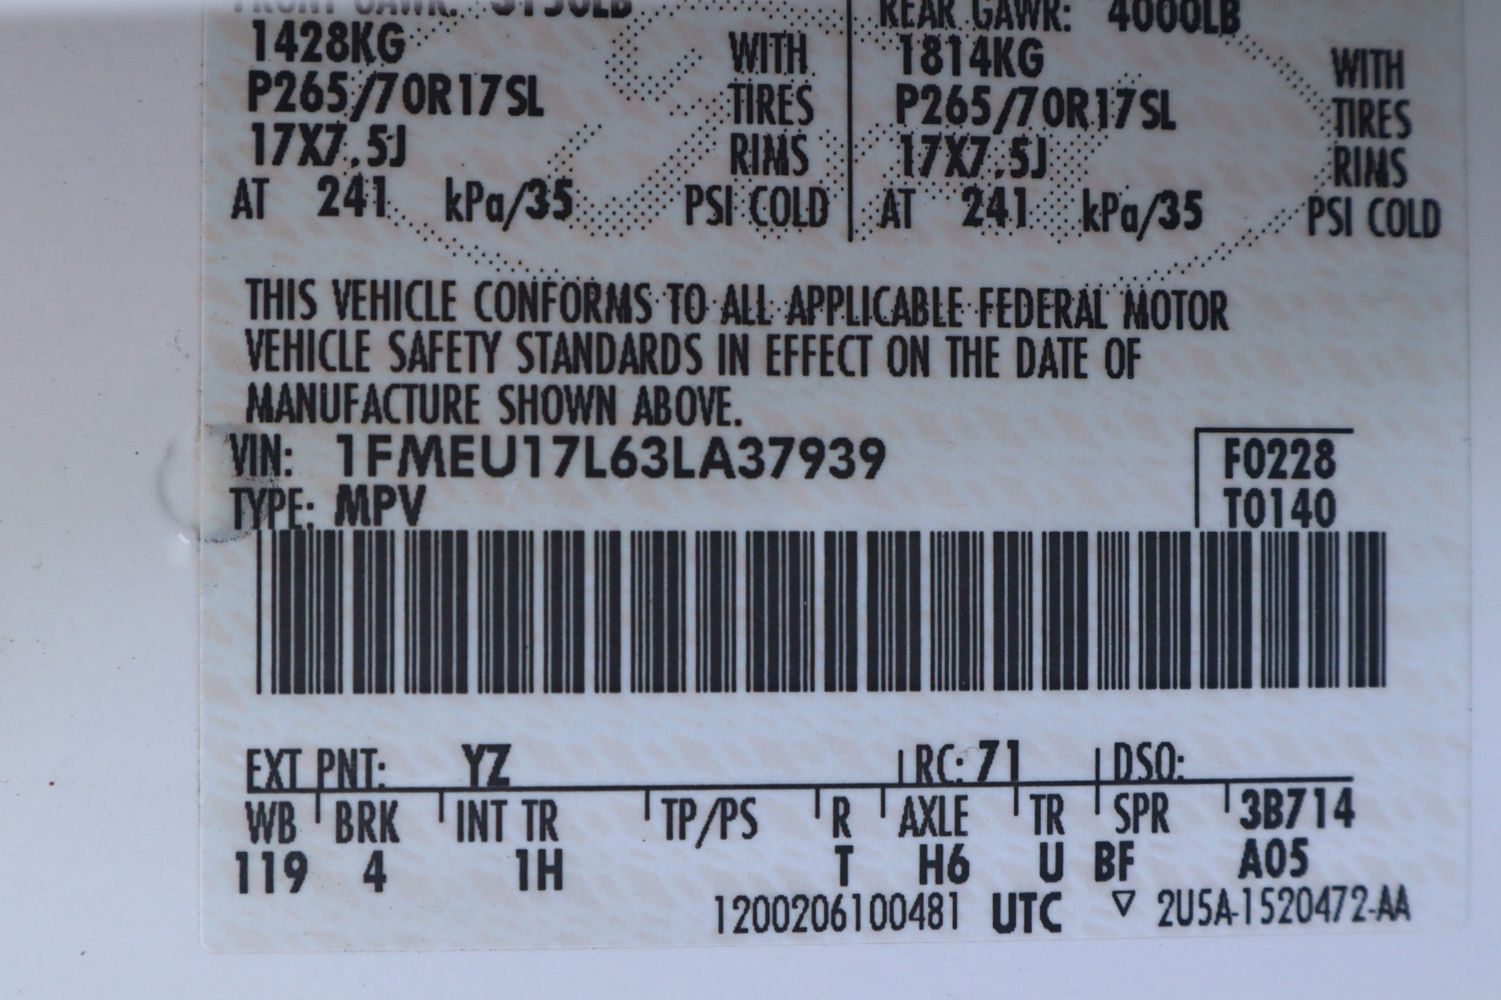 FRONT GAWR: 3150LB REAR GAWR: 4000LB
1428KG WITH 1814KG WITH
P265/70R17SL TIRES P265/70R17SL TIRES
17X7.5J RIMS 17X7.5J RIMS
AT 241 kPa/35 PSI COLD AT 241 kPa/35 PSI COLD
THIS VEHICLE CONFORMS TO ALL APPLICABLE FEDERAL MOTOR
VEHICLE SAFETY STANDARDS IN EFFECT ON THE DATE OF
MANUFACTURE SHOWN ABOVE.
VIN: 1FMEU17L63LA37939 F0228
TYPE: MPV T0140
EXT PNT: YZ RC: 71 DSO:
WB BRK INT TR TP/PS R AXLE TR SPR 3B714
119 4 1H T H6 U BF A05
1200206100481 UTC ▽ 2U5A-1520472-AA